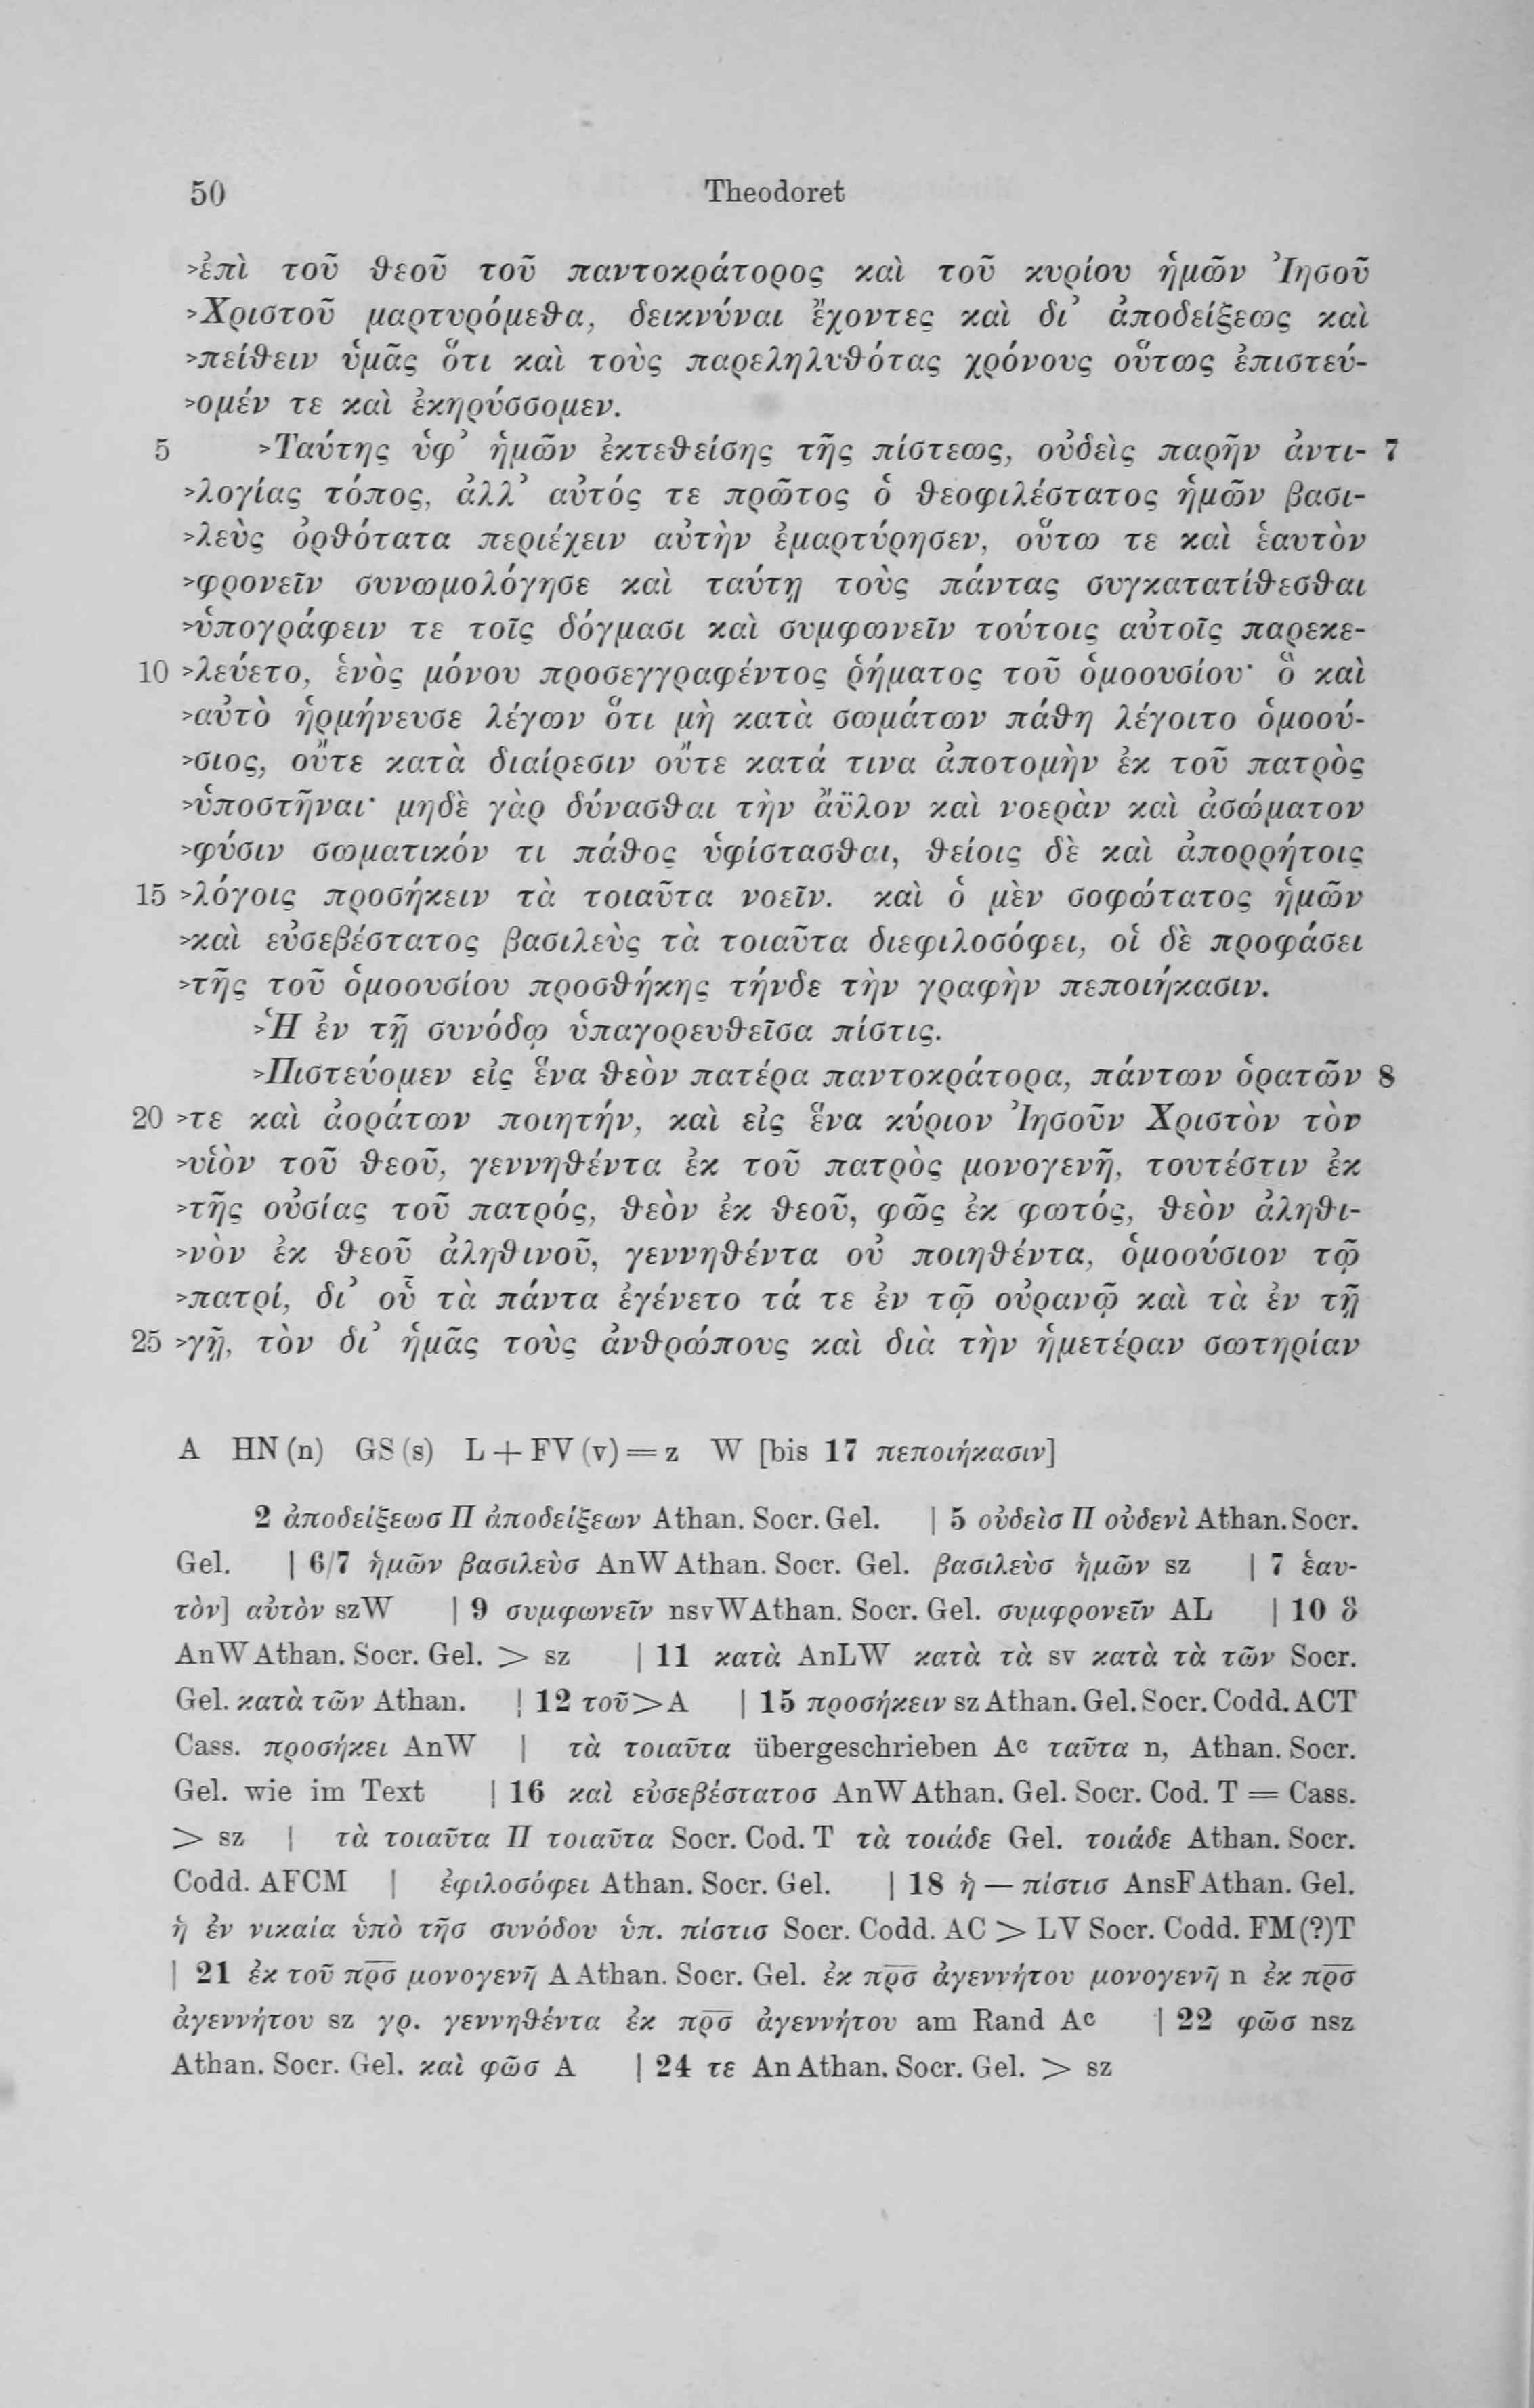 50 Theodoret
>ἐπὶ τοῦ θεοῦ τοῦ παντοκράτορος καὶ τοῦ κυρίου ἡμῶν Ἰησοῦ
>Χριστοῦ μαρτυρόμεθα, δεικνύναι ἔχοντες καὶ δι’ ἀποδείξεως καὶ
>πείθειν ὑμᾶς ὅτι καὶ τοὺς παρεληλυθότας χρόνους οὕτως ἐπιστεύ-
>ομέν τε καὶ ἐκηρύσσομεν.
5 >Ταύτης ὑφ’ ἡμῶν ἐκτεθείσης τῆς πίστεως, οὐδεὶς παρῆν ἀντι- 7
>λογίας τόπος, ἀλλ’ αὐτός τε πρῶτος ὁ θεοφιλέστατος ἡμῶν βασι-
>λεὺς ὀρθότατα περιέχειν αὐτὴν ἐμαρτύρησεν, οὕτω τε καὶ ἑαυτὸν
>φρονεῖν συνωμολόγησε καὶ ταύτῃ τοὺς πάντας συγκατατίθεσθαι
>ὑπογράφειν τε τοῖς δόγμασι καὶ συμφωνεῖν τούτοις αὐτοῖς παρεκε-
10 >λεύετο, ἑνὸς μόνου προσεγγραφέντος ῥήματος τοῦ ὁμοουσίου· ὃ καὶ
>αὐτὸ ἡρμήνευσε λέγων ὅτι μὴ κατὰ σωμάτων πάθη λέγοιτο ὁμοού-
>σιος, οὔτε κατὰ διαίρεσιν οὔτε κατά τινα ἀποτομὴν ἐκ τοῦ πατρὸς
>ὑποστῆναι· μηδὲ γὰρ δύνασθαι τὴν ἄϋλον καὶ νοερὰν καὶ ἀσώματον
>φύσιν σωματικόν τι πάθος ὑφίστασθαι, θείοις δὲ καὶ ἀπορρήτοις
15 >λόγοις προσήκειν τὰ τοιαῦτα νοεῖν. καὶ ὁ μὲν σοφώτατος ἡμῶν
>καὶ εὐσεβέστατος βασιλεὺς τὰ τοιαῦτα διεφιλοσόφει, οἱ δὲ προφάσει
>τῆς τοῦ ὁμοουσίου προσθήκης τήνδε τὴν γραφὴν πεποιήκασιν.
>Ἡ ἐν τῇ συνόδῳ ὑπαγορευθεῖσα πίστις.
>Πιστεύομεν εἰς ἕνα θεὸν πατέρα παντοκράτορα, πάντων ὁρατῶν 8
20 >τε καὶ ἀοράτων ποιητήν, καὶ εἰς ἕνα κύριον Ἰησοῦν Χριστὸν τὸν
>υἱὸν τοῦ θεοῦ, γεννηθέντα ἐκ τοῦ πατρὸς μονογενῆ, τουτέστιν ἐκ
>τῆς οὐσίας τοῦ πατρός, θεὸν ἐκ θεοῦ, φῶς ἐκ φωτός, θεὸν ἀληθι-
>νὸν ἐκ θεοῦ ἀληθινοῦ, γεννηθέντα οὐ ποιηθέντα, ὁμοούσιον τῷ
>πατρί, δι’ οὗ τὰ πάντα ἐγένετο τά τε ἐν τῷ οὐρανῷ καὶ τὰ ἐν τῇ
25 >γῇ, τὸν δι’ ἡμᾶς τοὺς ἀνθρώπους καὶ διὰ τὴν ἡμετέραν σωτηρίαν
A HN (n) GS (s) L + FV (v) = z W [bis 17 πεποιήκασιν]
2 ἀποδείξεωσ Π ἀποδείξεων Athan. Socr. Gel. | 5 οὐδεὶσ Π οὐδενὶ Athan. Socr.
Gel. | 6/7 ἡμῶν βασιλεὺσ AnW Athan. Socr. Gel. βασιλεὺσ ἡμῶν sz | 7 ἑαυ-
τὸν] αὐτὸν szW | 9 συμφωνεῖν nsvW Athan. Socr. Gel. συμφρονεῖν AL | 10 ὃ
AnW Athan. Socr. Gel. > sz | 11 κατὰ AnLW κατὰ τὰ sv κατὰ τὰ τῶν Socr.
Gel. κατὰ τῶν Athan. | 12 τοῦ > A | 15 προσήκειν sz Athan. Gel. Socr. Codd. ACT
Cass. προσήκει AnW | τὰ τοιαῦτα übergeschrieben Aᶜ ταῦτα n, Athan. Socr.
Gel. wie im Text | 16 καὶ εὐσεβέστατοσ AnW Athan. Gel. Socr. Cod. T = Cass.
> sz | τὰ τοιαῦτα Π τοιαῦτα Socr. Cod. T τὰ τοιάδε Gel. τοιάδε Athan. Socr.
Codd. AFCM | ἐφιλοσόφει Athan. Socr. Gel. | 18 ἡ — πίστισ AnsF Athan. Gel.
ἡ ἐν νικαία ὑπὸ τῆσ συνόδου ὑπ. πίστισ Socr. Codd. AC > LV Socr. Codd. FM(?)T
| 21 ἐκ τοῦ π̅ρ̅σ̅ μονογενῆ A Athan. Socr. Gel. ἐκ π̅ρ̅σ̅ ἀγεννήτου μονογενῆ n ἐκ π̅ρ̅σ̅
ἀγεννήτου sz γρ. γεννηθέντα ἐκ π̅ρ̅σ̅ ἀγεννήτου am Rand Aᶜ | 22 φῶσ nsz
Athan. Socr. Gel. καὶ φῶσ A | 24 τε An Athan. Socr. Gel. > sz